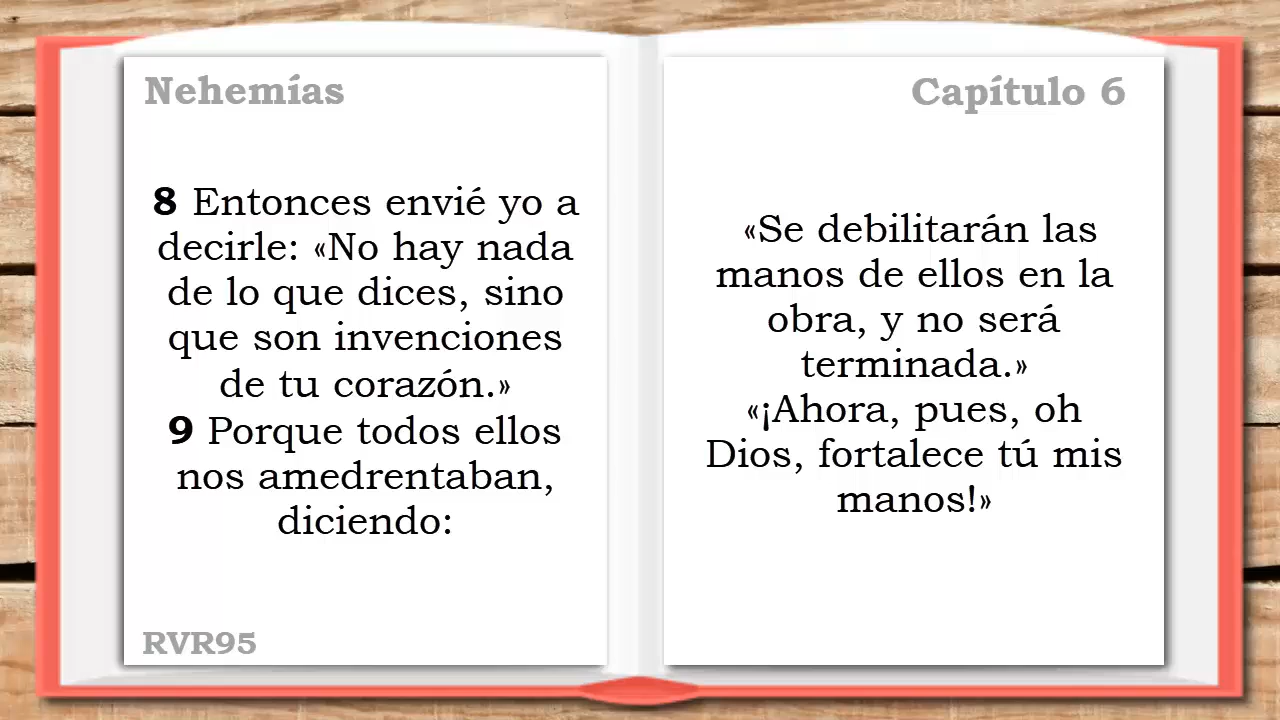 Nehemías
8 Entonces envié yo a
decirle: «No hay nada
de lo que dices, sino
que son invenciones
de tu corazón.»
9 Porque todos ellos
nos amedrentaban,
diciendo:
RVR95
Capítulo 6
«Se debilitarán las
manos de ellos en la
obra, y no será
terminada.»
«¡Ahora, pues, oh
Dios, fortalece tú mis
manos!»